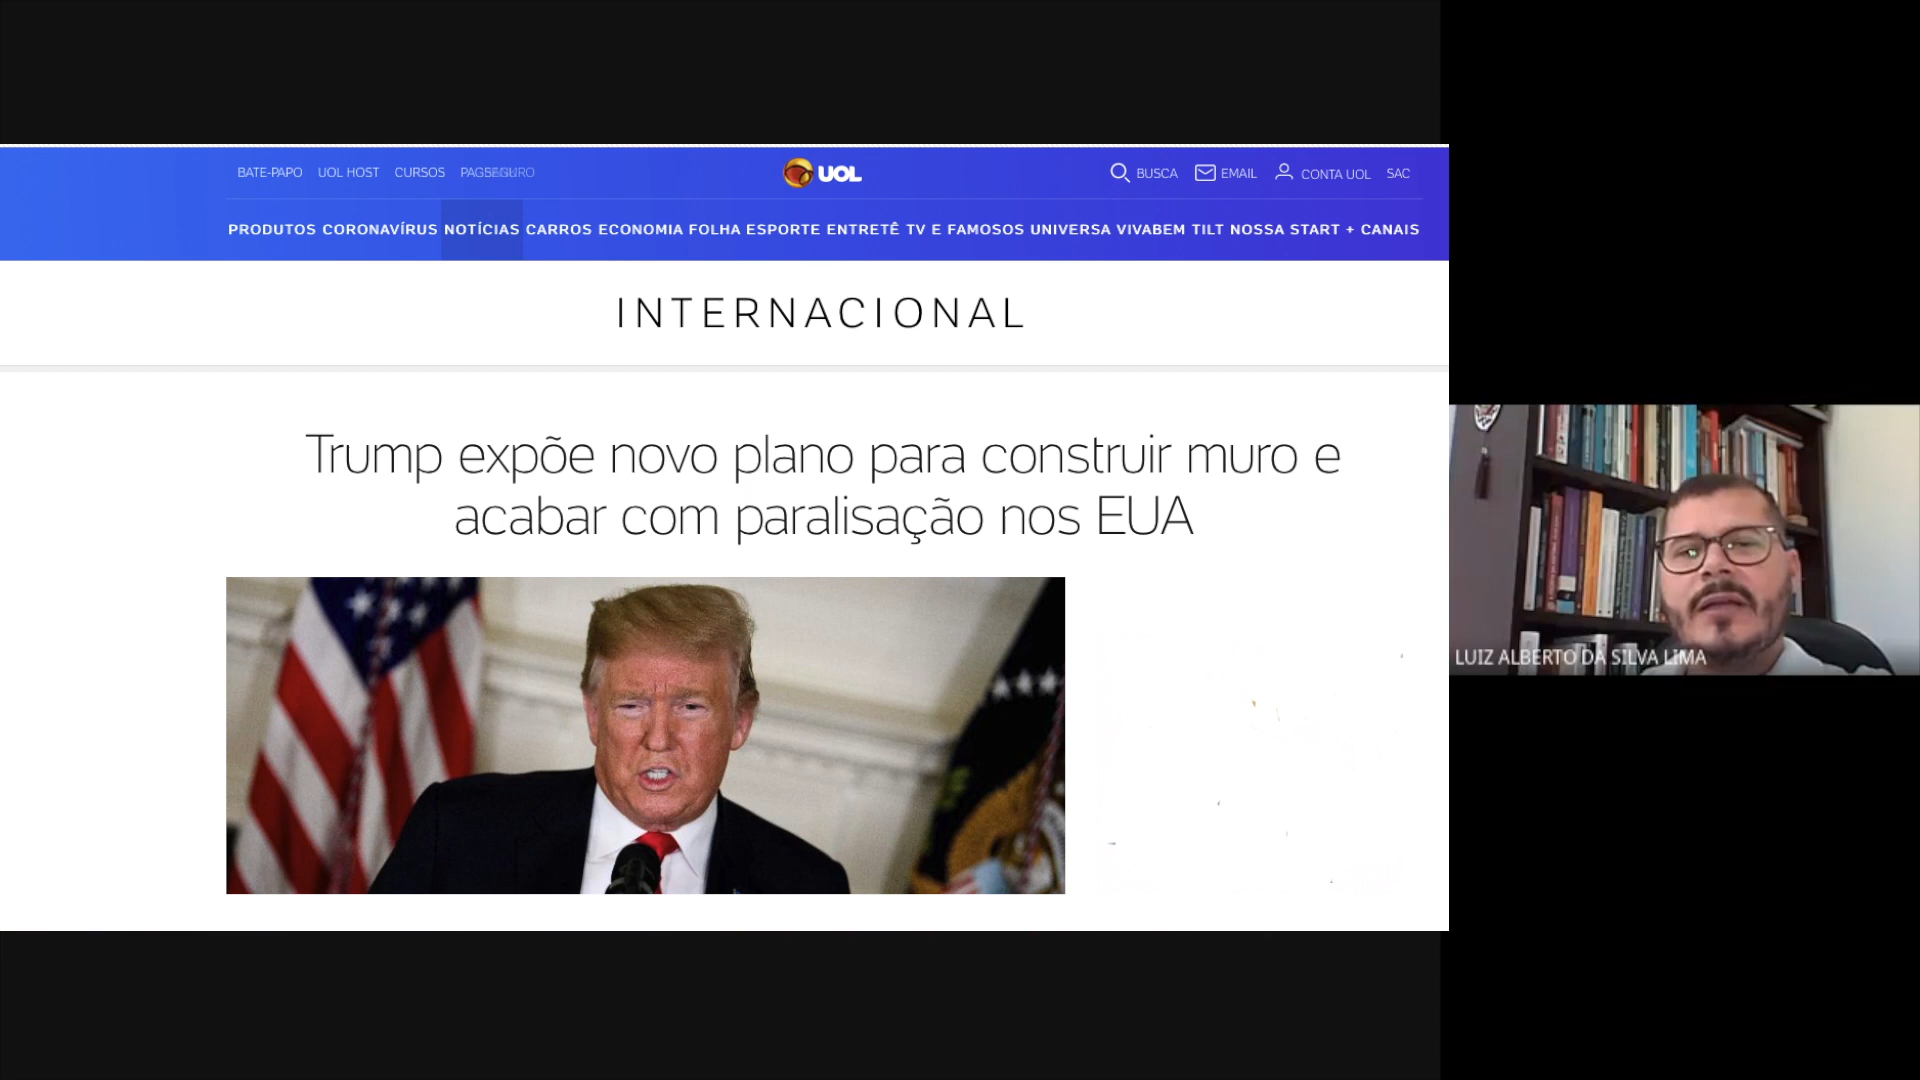 BATE-PAPO UOL HOST CURSOS PAGSEGURO
UOL
BUSCA EMAIL CONTA UOL SAC
PRODUTOS CORONAVÍRUS NOTÍCIAS CARROS ECONOMIA FOLHA ESPORTE ENTRETÊ TV E FAMOSOS UNIVERSA VIVABEM TILT NOSSA START + CANAIS
INTERNACIONAL
Trump expõe novo plano para construir muro e
acabar com paralisação nos EUA
LUIZ ALBERTO DA SILVA LIMA